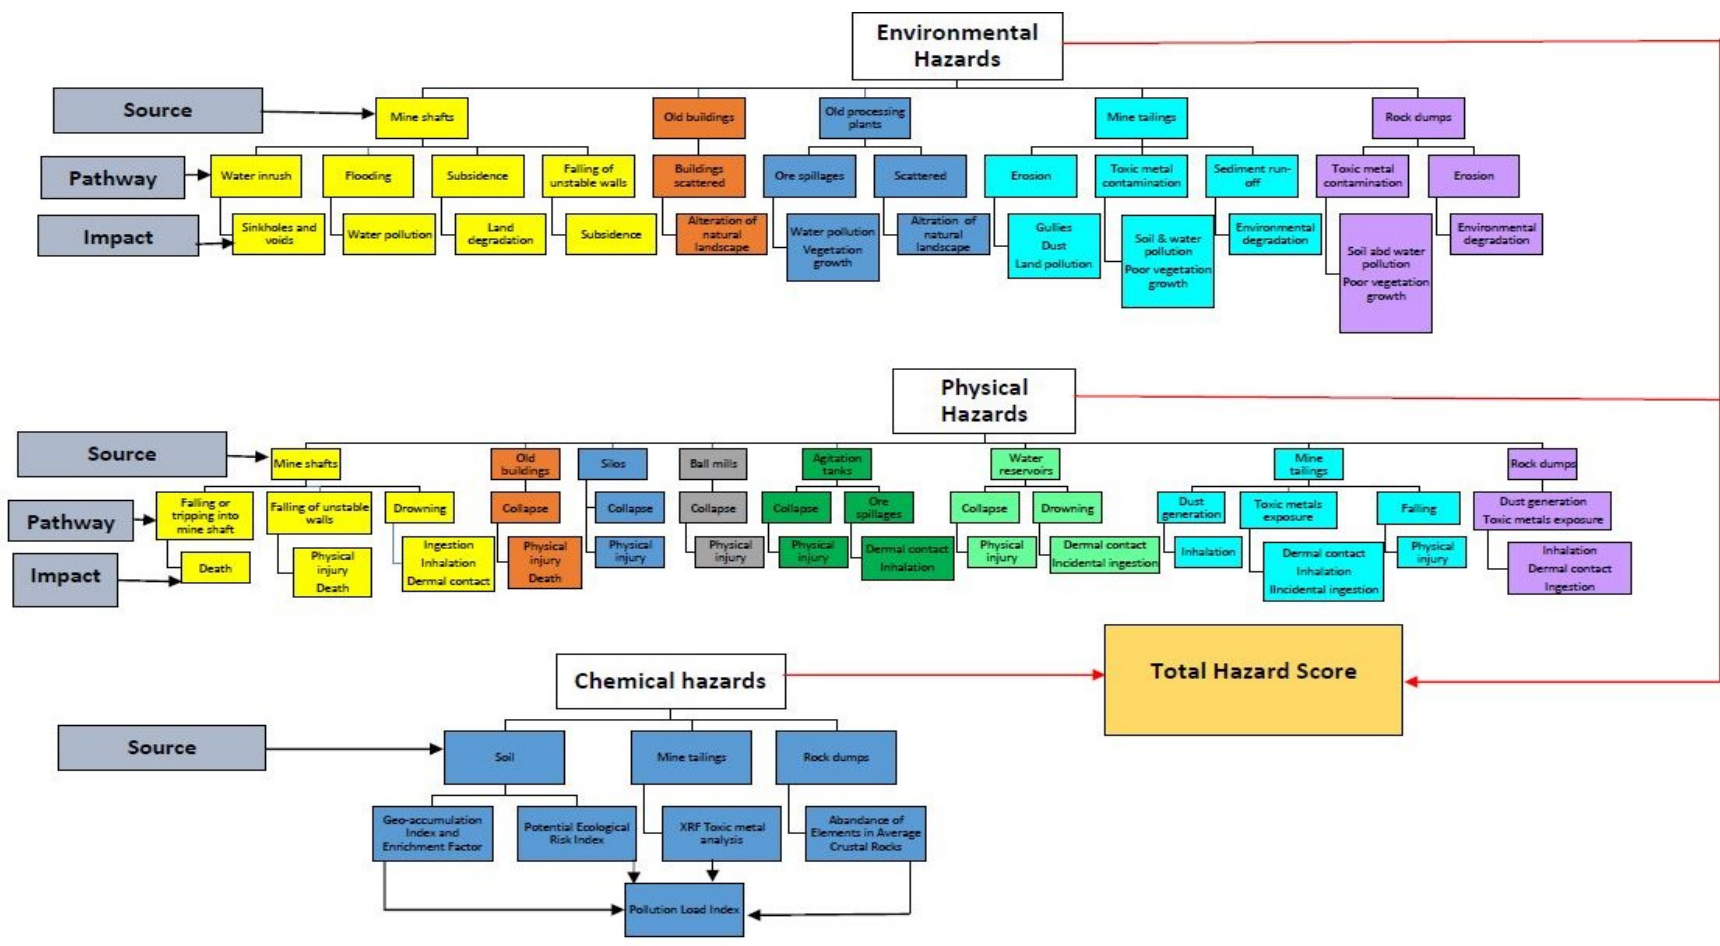 Environmental
Hazards
Source
Mine shafts
Old buildings
Old processing
plants
Mine tailings
Rock dumps
Pathway
Water inrush
Flooding
Subsidence
Falling of
unstable walls
Buildings
scattered
Ore spillages
Scattered
Erosion
Toxic metal
contamination
Sediment run-
off
Toxic metal
contamination
Erosion
Impact
Sinkholes and
voids
Water pollution
Land
degradation
Subsidence
Alteration of
natural
landscape
Water pollution
Vegetation
growth
Altration of
natural
landscape
Gullies
Dust
Land pollution
Soil & water
pollution
Poor vegetation
growth
Environmental
degradation
Soil abd water
pollution
Poor vegetation
growth
Environmental
degradation
Physical
Hazards
Source
Mine shafts
Old
buildings
Silos
Ball mills
Agitation
tanks
Water
reservoirs
Mine
tailings
Rock dumps
Pathway
Falling or
tripping into
mine shaft
Falling of unstable
walls
Drowning
Collapse
Collapse
Collapse
Collapse
Ore
spillages
Collapse
Drowning
Dust
generation
Toxic metals
exposure
Falling
Dust generation
Toxic metals exposure
Impact
Death
Physical
injury
Death
Ingestion
Inhalation
Dermal contact
Physical
injury
Death
Physical
injury
Physical
injury
Physical
injury
Dermal contact
Inhalation
Physical
injury
Dermal contact
Incidental ingestion
Inhalation
Dermal contact
Inhalation
IIncidental ingestion
Physical
injury
Inhalation
Dermal contact
Ingestion
Chemical hazards
Total Hazard Score
Source
Soil
Mine tailings
Rock dumps
Geo-accumulation
Index and
Enrichment Factor
Potential Ecological
Risk Index
XRF Toxic metal
analysis
Abandance of
Elements in Average
Crustal Rocks
Pollution Load Index